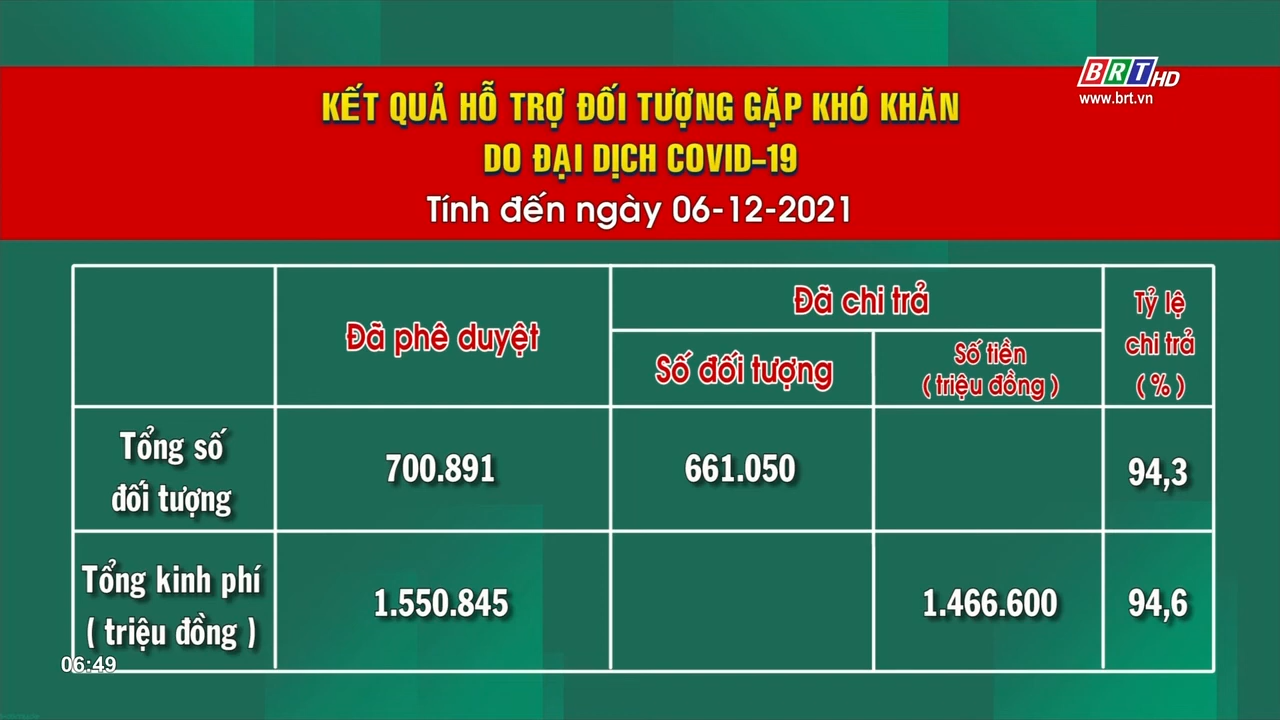 BRT HD
www.brt.vn
KẾT QUẢ HỖ TRỢ ĐỐI TƯỢNG GẶP KHÓ KHĂN
DO ĐẠI DỊCH COVID-19
Tính đến ngày 06-12-2021
Đã phê duyệt
Đã chi trả
Số đối tượng
Số tiền
( triệu đồng )
Tỷ lệ
chi trả
( % )
Tổng số
đối tượng
700.891
661.050
94,3
Tổng kinh phí
( triệu đồng )
1.550.845
1.466.600
94,6
06:49